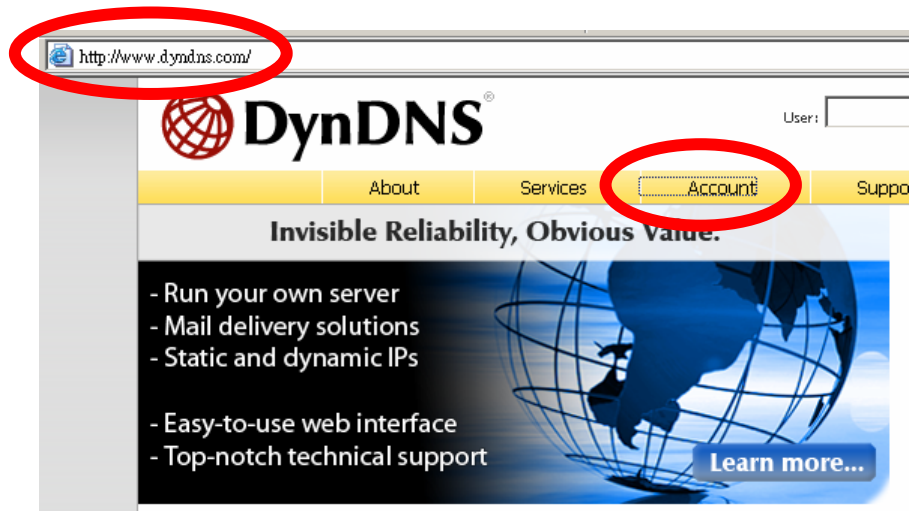 http://www.dyndns.com/
DynDNS®
User:
About Services Account Suppo
Invisible Reliability, Obvious Value.
- Run your own server
- Mail delivery solutions
- Static and dynamic IPs
- Easy-to-use web interface
- Top-notch technical support
Learn more...